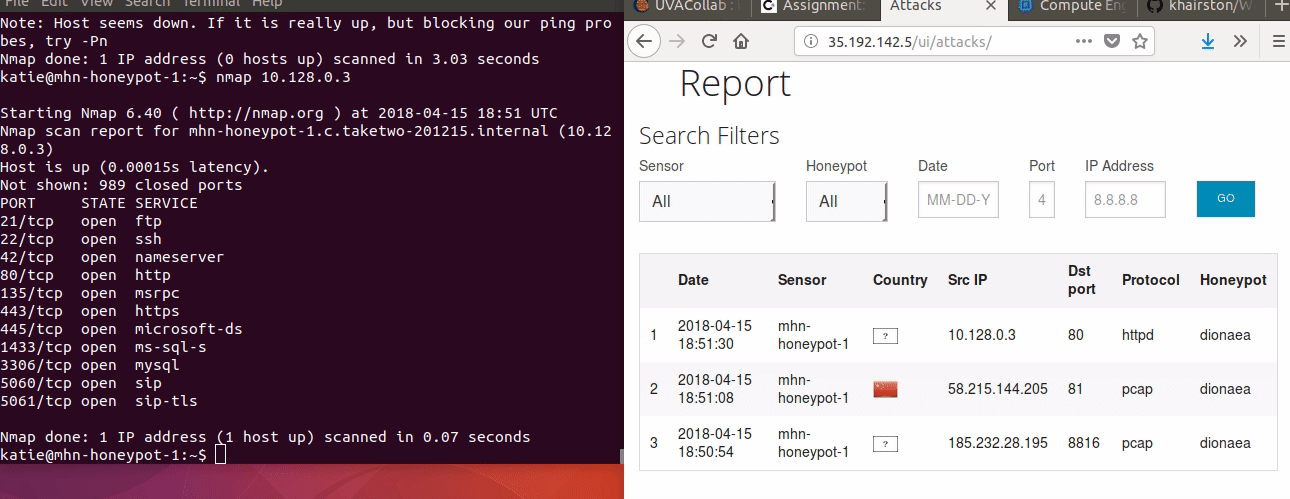 File Edit View Search Terminal Help
Note: Host seems down. If it is really up, but blocking our ping pro
bes, try -Pn
Nmap done: 1 IP address (0 hosts up) scanned in 3.03 seconds
katie@mhn-honeypot-1:~$ nmap 10.128.0.3
Starting Nmap 6.40 ( http://nmap.org ) at 2018-04-15 18:51 UTC
Nmap scan report for mhn-honeypot-1.c.taketwo-201215.internal (10.12
8.0.3)
Host is up (0.00015s latency).
Not shown: 989 closed ports
PORT STATE SERVICE
21/tcp open ftp
22/tcp open ssh
42/tcp open nameserver
80/tcp open http
135/tcp open msrpc
443/tcp open https
445/tcp open microsoft-ds
1433/tcp open ms-sql-s
3306/tcp open mysql
5060/tcp open sip
5061/tcp open sip-tls
Nmap done: 1 IP address (1 host up) scanned in 0.07 seconds
katie@mhn-honeypot-1:~$
UVACollab : Assignment: Attacks Compute En khairston/W
35.192.142.5/ui/attacks/
Report
Search Filters
Sensor Honeypot Date Port IP Address
All All MM-DD-Y 4 8.8.8.8 GO
Date Sensor Country Src IP Dst port Protocol Honeypot
1 2018-04-15 18:51:30 mhn-honeypot-1 ? 10.128.0.3 80 httpd dionaea
2 2018-04-15 18:51:08 mhn-honeypot-1 58.215.144.205 81 pcap dionaea
3 2018-04-15 18:50:54 mhn-honeypot-1 ? 185.232.28.195 8816 pcap dionaea